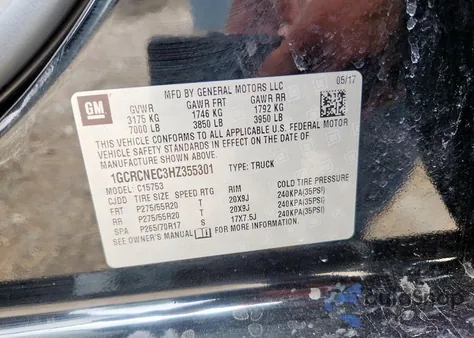 GM
MFD BY GENERAL MOTORS LLC 05/17
GVWR GAWR FRT GAWR RR
3175 KG 1746 KG 1792 KG
7000 LB 3850 LB 3950 LB
THIS VEHICLE CONFORMS TO ALL APPLICABLE U.S. FEDERAL MOTOR
VEHICLE SAFETY, BUMPER, AND THEFT PREVENTION STANDARDS
IN EFFECT ON THE DATE OF MANUFACTURE SHOWN ABOVE.
1GCRCNEC3HZ355301 TYPE: TRUCK
C15753
CJDD TIRE SIZE SPEED RTG RIM COLD TIRE PRESSURE
FRT P275/55R20 T 20X9J 240KPA(35PSI)
RR P275/55R20 T 20X9J 240KPA(35PSI)
SPA P265/70R17 S 17X7.5J 240KPA(35PSI)
SEE OWNER'S MANUAL FOR MORE INFORMATION.